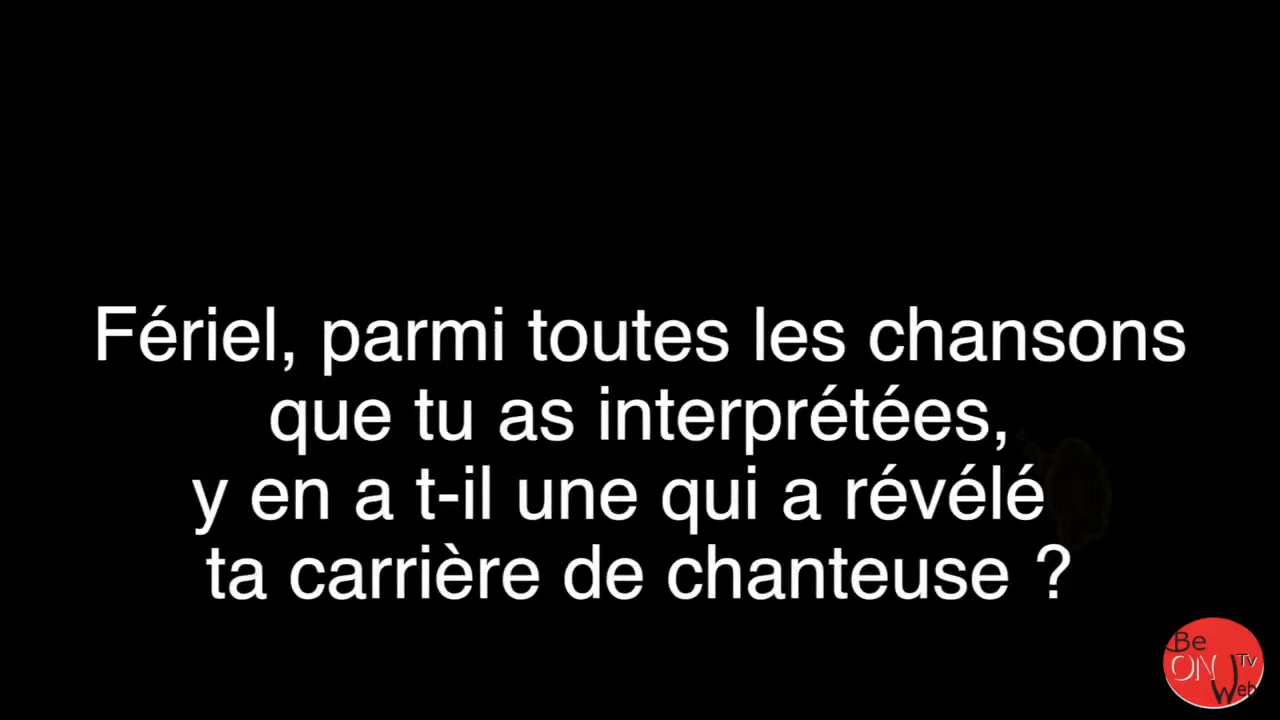 Fériel, parmi toutes les chansons
que tu as interprétées,
y en a t-il une qui a révélé
ta carrière de chanteuse ?
Be
ON Tv
Web